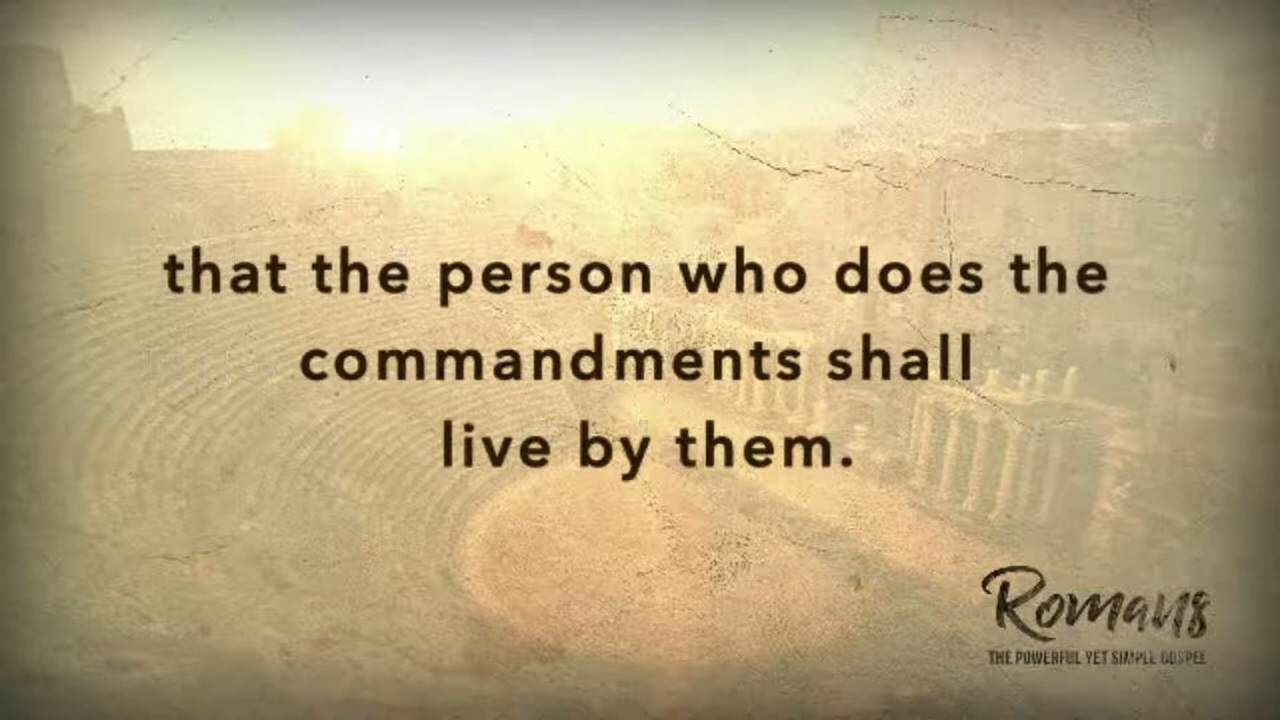 that the person who does the
commandments shall
live by them.
Romans
THE POWERFUL YET SIMPLE GOSPEL